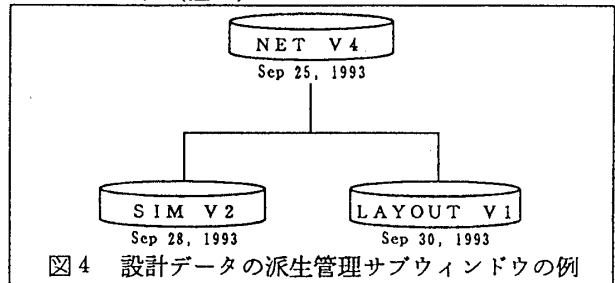 NET V4
Sep 25, 1993
SIM V2
LAYOUT V1
Sep 28, 1993
Sep 30, 1993
図4 設計データの派生管理サブウィンドウの例